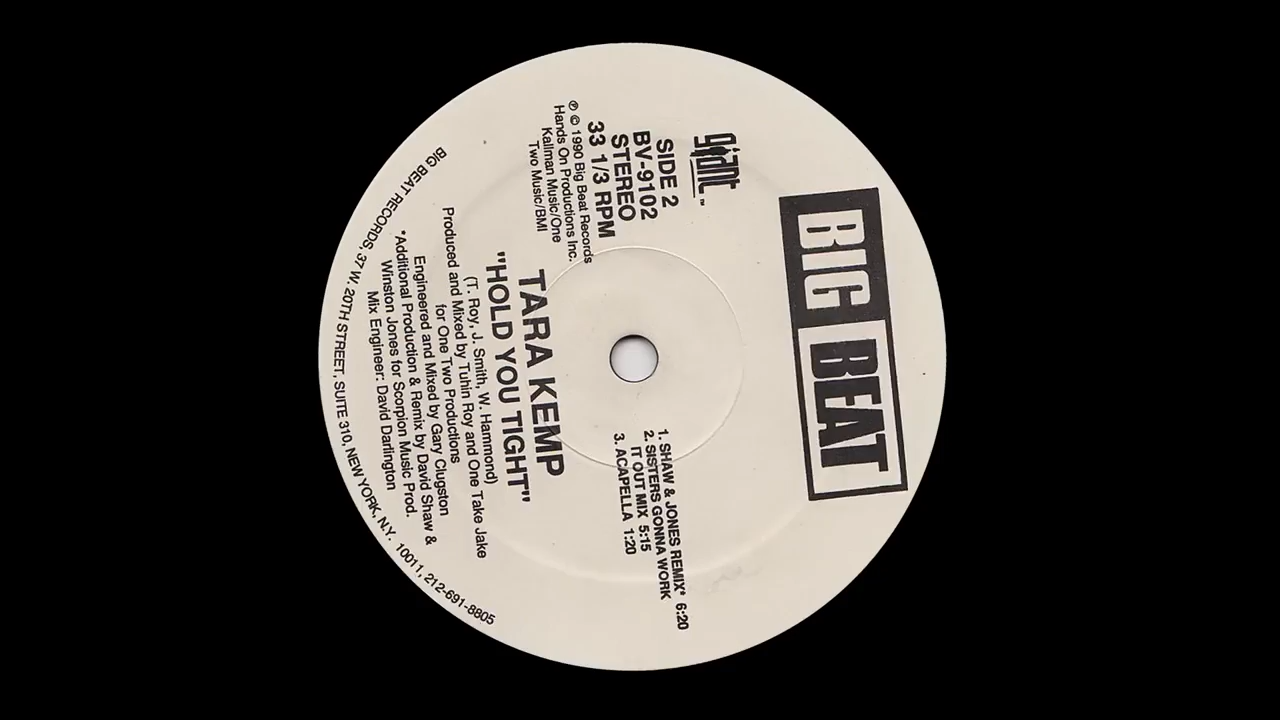 BIG BEAT
giant™
SIDE 2
BV-9102
STEREO
33 1/3 RPM
℗ © 1990 Big Beat Records
Hands On Productions Inc.
Kallman Music/One
Two Music/BMI
1. SHAW & JONES REMIX* 6:20
2. SISTERS GONNA WORK
IT OUT MIX 5:15
3. ACAPELLA 1:20
TARA KEMP
"HOLD YOU TIGHT"
(T. Roy, J. Smith, W. Hammond)
Produced and Mixed by Tuhin Roy and One Take Jake
for One Two Productions
Engineered and Mixed by Gary Clugston
*Additional Production & Remix by David Shaw &
Winston Jones for Scorpion Music Prod.
Mix Engineer: David Darlington
BIG BEAT RECORDS, 37 W. 20TH STREET, SUITE 310, NEW YORK, N.Y. 10011, 212-691-8805